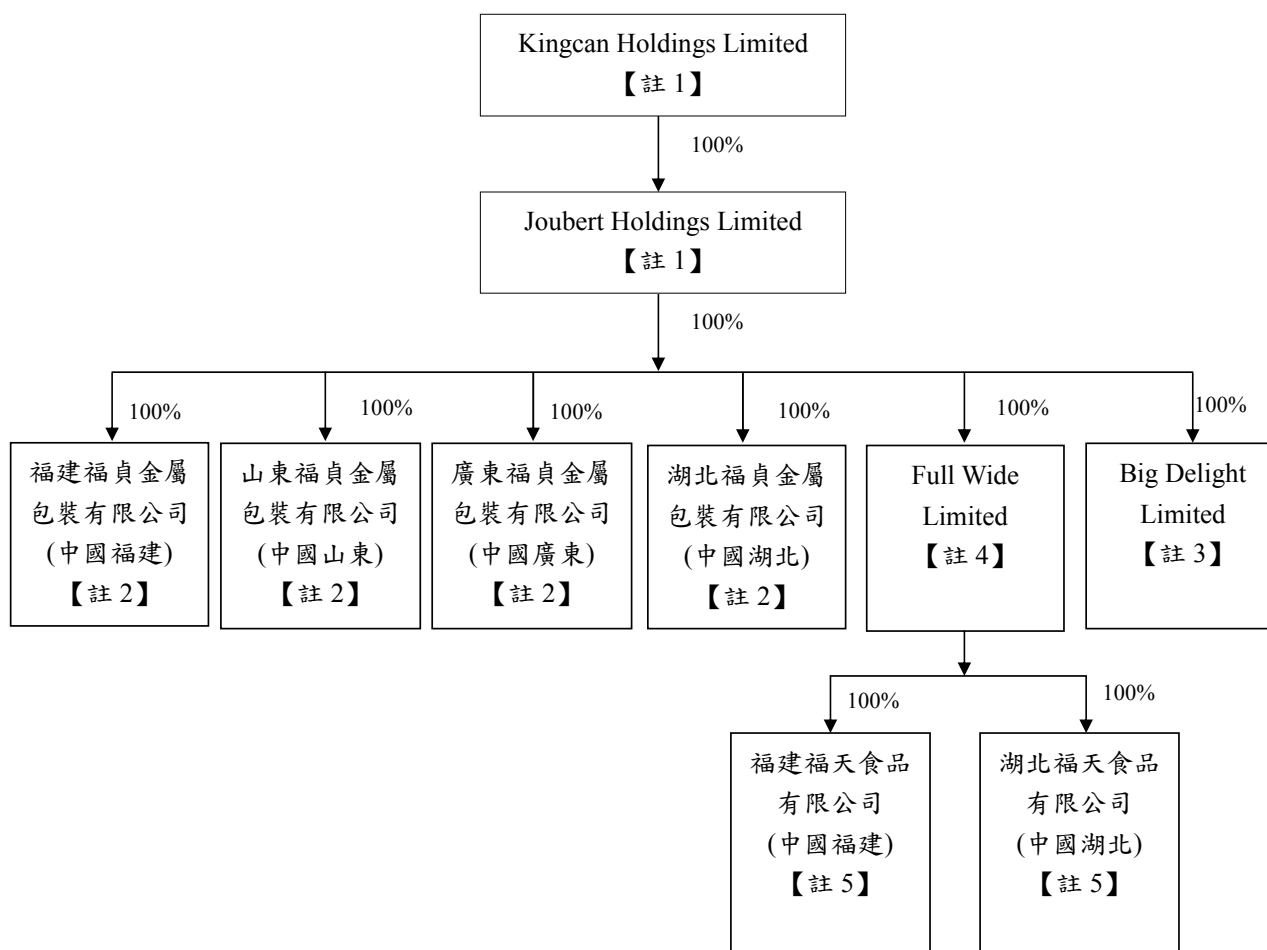 Kingcan Holdings Limited
【註 1】
100%
Joubert Holdings Limited
【註 1】
100%
100%
100%
100%
100%
100%
100%
福建福貞金屬
包裝有限公司
(中國福建)
【註 2】
山東福貞金屬
包裝有限公司
(中國山東)
【註 2】
廣東福貞金屬
包裝有限公司
(中國廣東)
【註 2】
湖北福貞金屬
包裝有限公司
(中國湖北)
【註 2】
Full Wide
Limited
【註 4】
Big Delight
Limited
【註 3】
100%
100%
福建福天食品
有限公司
(中國福建)
【註 5】
湖北福天食品
有限公司
(中國湖北)
【註 5】